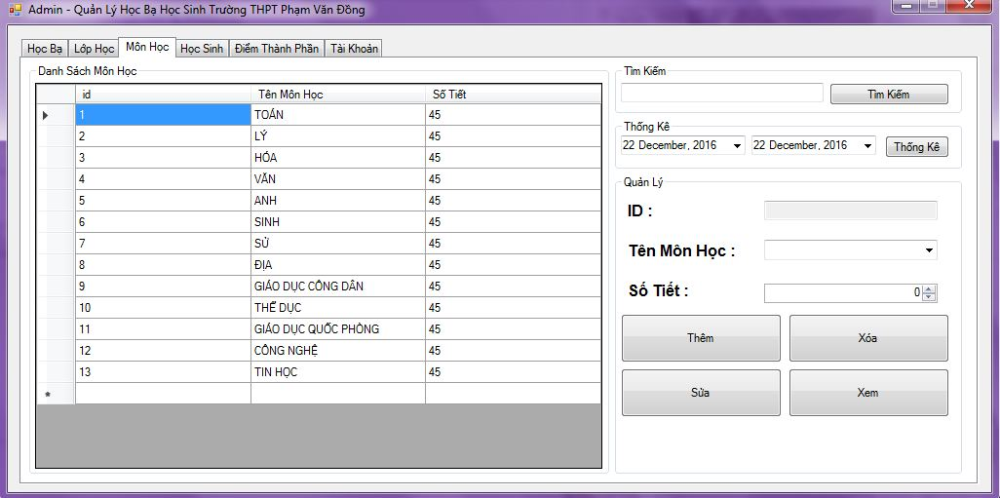 Admin - Quản Lý Học Bạ Học Sinh Trường THPT Phạm Văn Đồng
Học Bạ Lớp Học Môn Học Học Sinh Điểm Thành Phần Tài Khoản
Danh Sách Môn Học
id Tên Môn Học Số Tiết
1 TOÁN 45
2 LÝ 45
3 HÓA 45
4 VĂN 45
5 ANH 45
6 SINH 45
7 SỬ 45
8 ĐỊA 45
9 GIÁO DỤC CÔNG DÂN 45
10 THỂ DỤC 45
11 GIÁO DỤC QUỐC PHÒNG 45
12 CÔNG NGHỆ 45
13 TIN HỌC 45
Tìm Kiếm
Tìm Kiếm
Thống Kê
22 December, 2016 22 December, 2016 Thống Kê
Quản Lý
ID :
Tên Môn Học :
Số Tiết : 0
Thêm Xóa
Sửa Xem